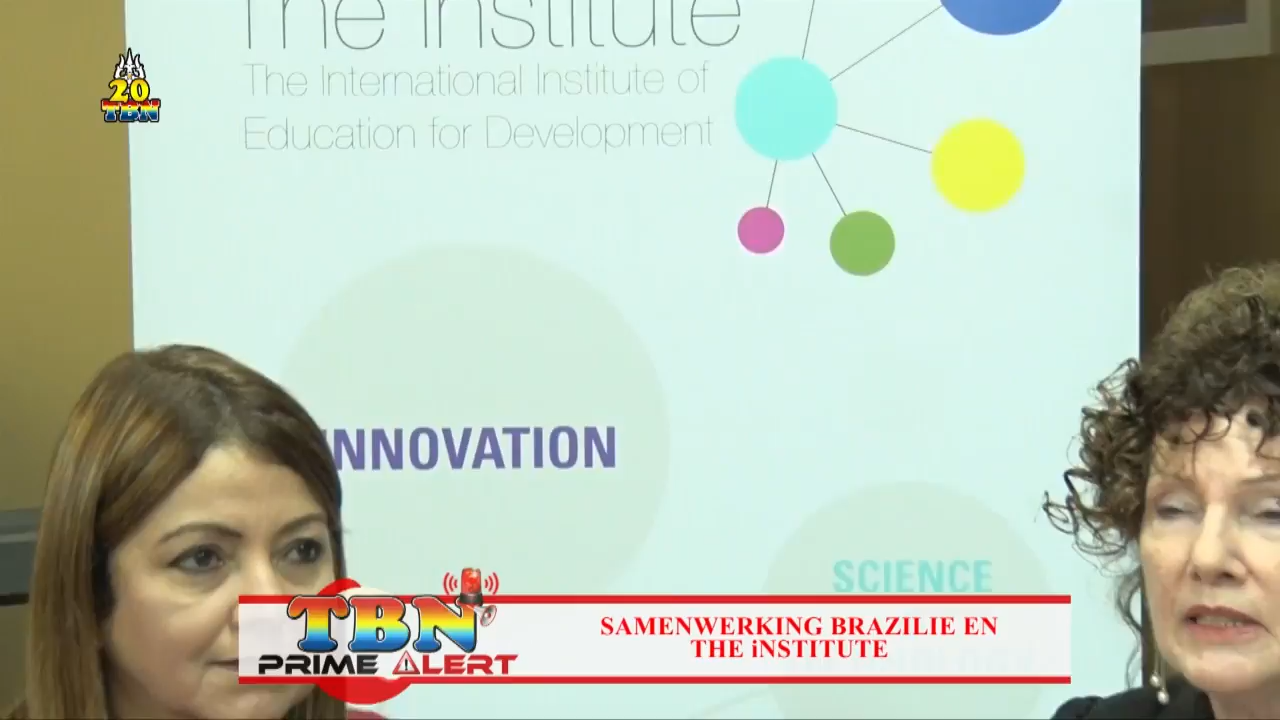 The Institute
The International Institute of
Education for Development
20
TBN
INNOVATION
SCIENCE
TBN
PRIME ALERT
SAMENWERKING BRAZILIE EN
THE iNSTITUTE